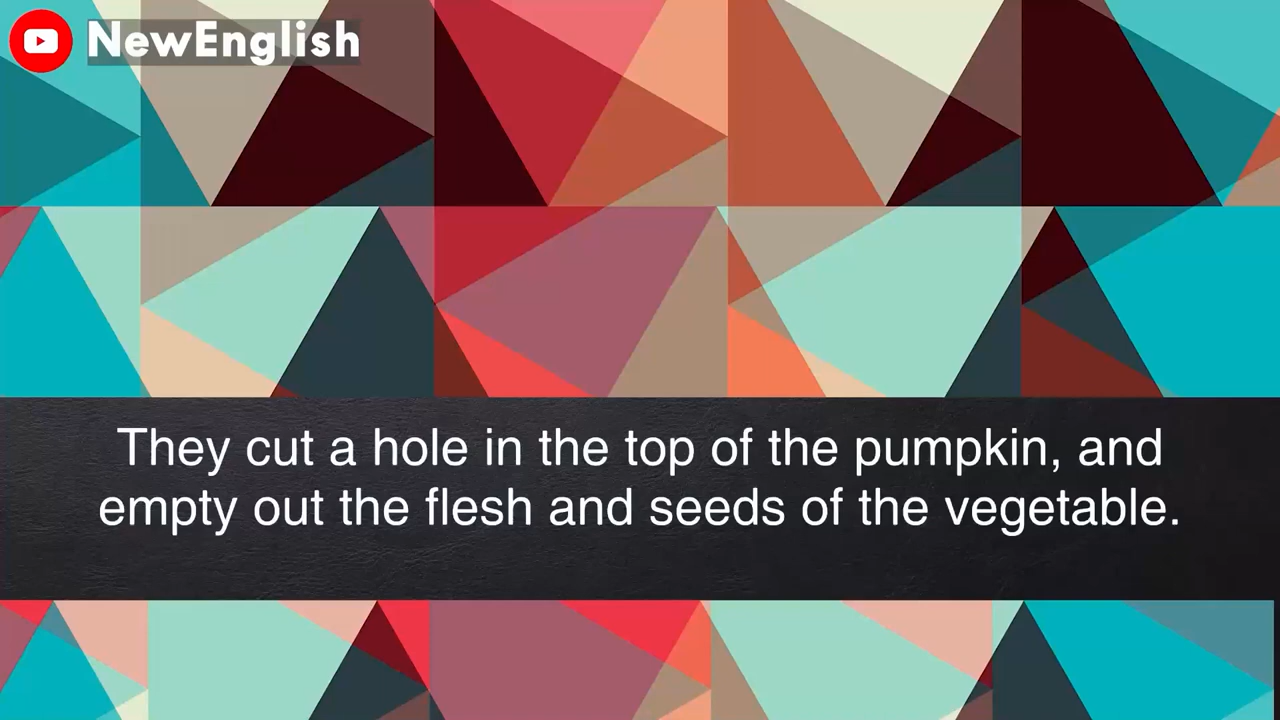 NewEnglish
They cut a hole in the top of the pumpkin, and
empty out the flesh and seeds of the vegetable.